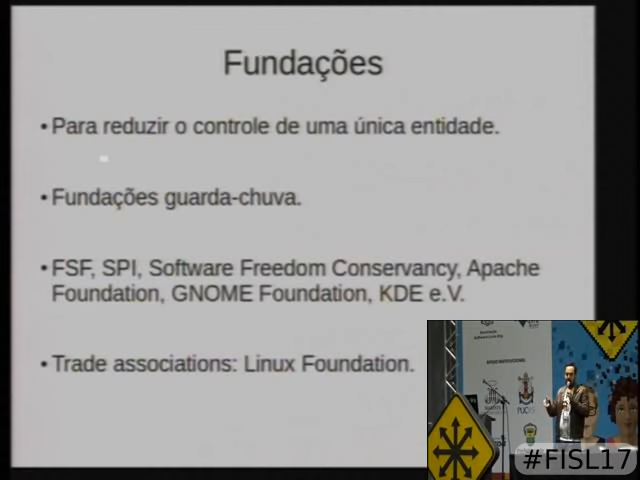 Fundações
• Para reduzir o controle de uma única entidade.
• Fundações guarda-chuva.
• FSF, SPI, Software Freedom Conservancy, Apache
Foundation, GNOME Foundation, KDE e.V.
• Trade associations: Linux Foundation.
PUCRS
#FISL17